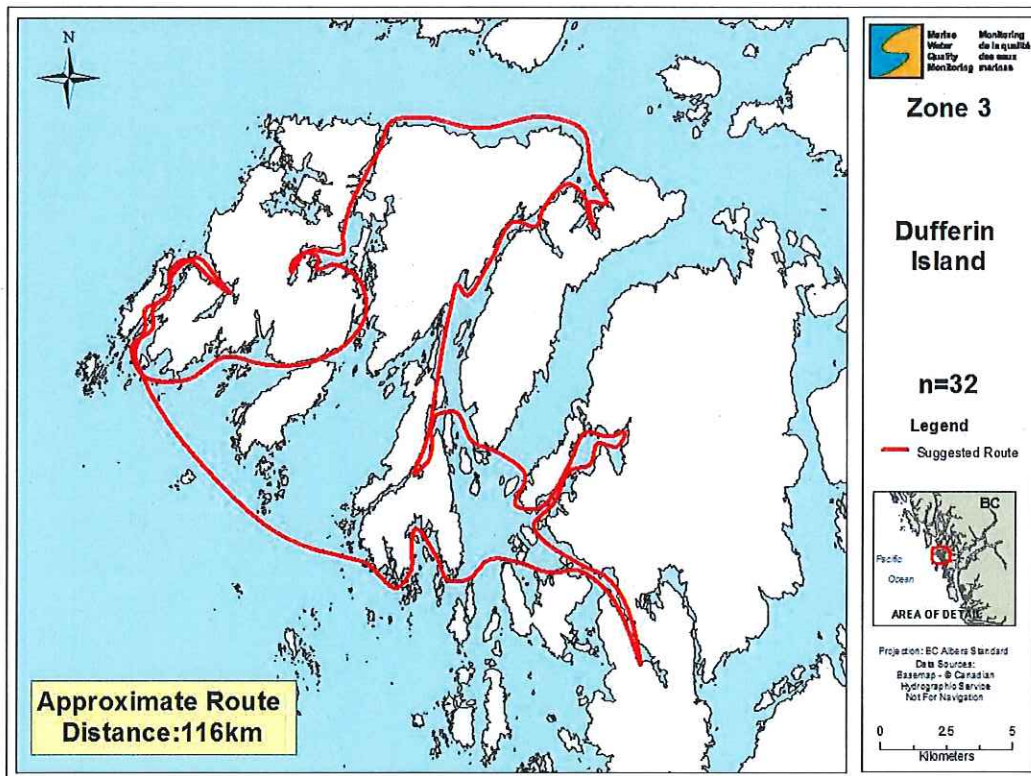 N
Marine
Water
Quality
Monitoring
Monitoring
de la qualité
des eaux
marines
Zone 3
Dufferin
Island
n=32
Legend
Suggested Route
BC
Pacific
Ocean
AREA OF DETAIL
Projection: BC Albers Standard
Data Sources:
Basemap - © Canadian
Hydrographic Service
Not For Navigation
0 2.5 5
Kilometers
Approximate Route
Distance:116km